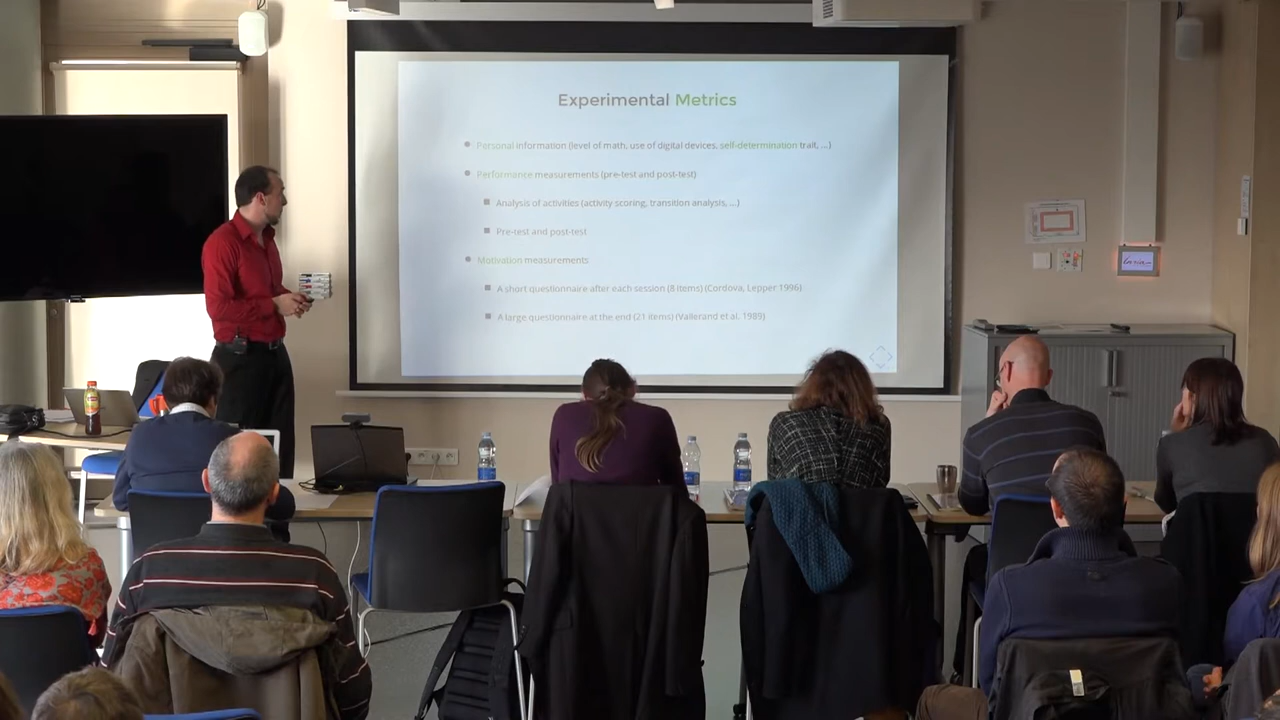 Experimental Metrics
Personal information (level of math, use of digital devices, self-determination trait, ...)
Performance measurements (pre-test and post-test)
Analysis of activities (activity scoring, transition analysis, ...)
Pre-test and post-test
Motivation measurements
A short questionnaire after each session (8 items) (Cordova, Lepper 1996)
A large questionnaire at the end (21 items) (Vallerand et al. 1989)